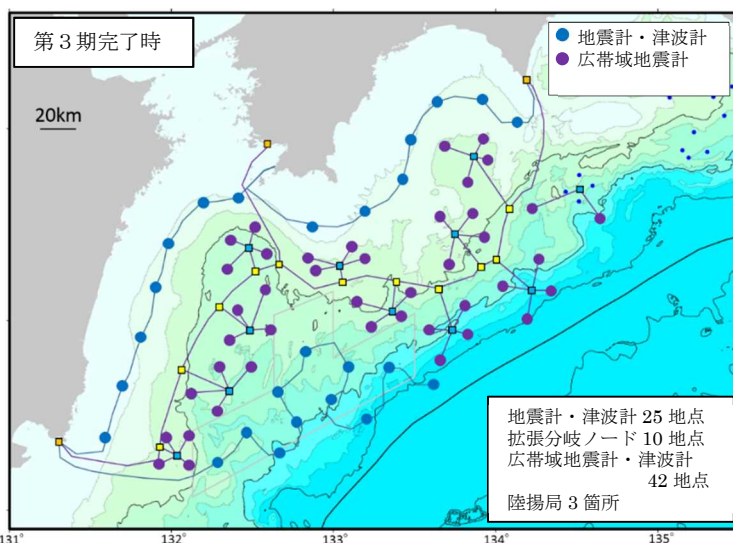 第３期完了時
地震計・津波計
広帯域地震計
20km
地震計・津波計 25 地点
拡張分岐ノード 10 地点
広帯域地震計・津波計
42 地点
陸揚局 3 箇所
131° 132° 133° 134° 135°